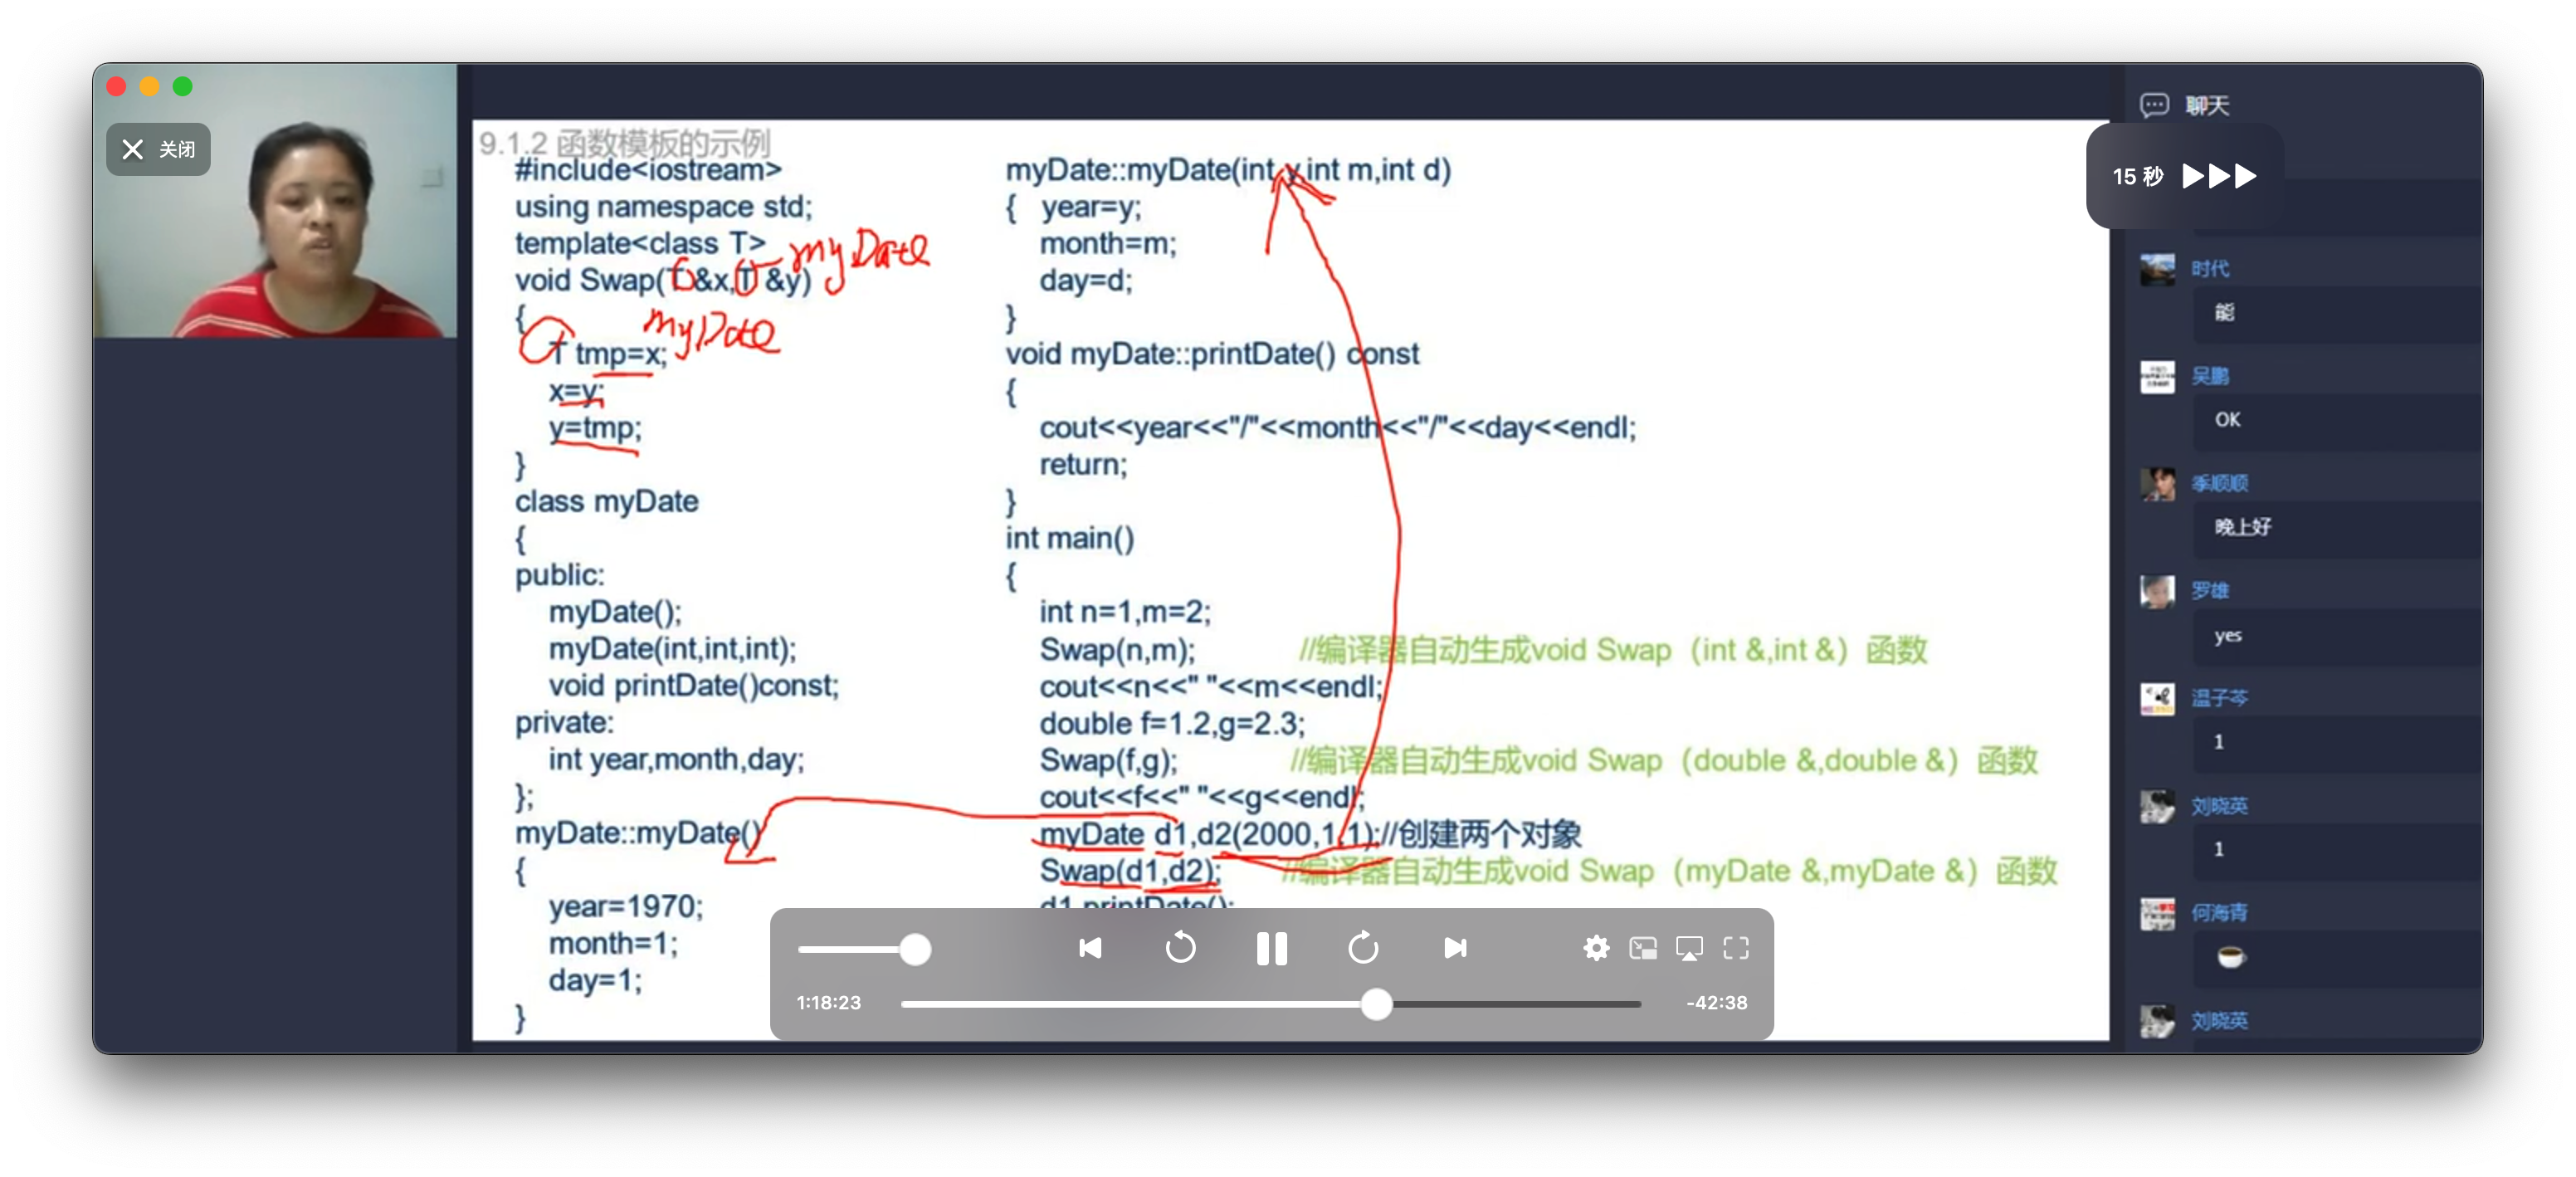 关闭
9.1.2 函数模板的示例
#include<iostream>
using namespace std;
template<class T>
void Swap(T &x,T &y)
myDate
{
myDate
T tmp=x;
x=y;
y=tmp;
}
class myDate
{
public:
myDate();
myDate(int,int,int);
void printDate()const;
private:
int year,month,day;
};
myDate::myDate()
{
year=1970;
month=1;
day=1;
}
myDate::myDate(int y,int m,int d)
{ year=y;
month=m;
day=d;
}
void myDate::printDate() const
{
cout<<year<<"/"<<month<<"/"<<day<<endl;
return;
}
int main()
{
int n=1,m=2;
Swap(n,m); //编译器自动生成void Swap（int &,int &）函数
cout<<n<<" "<<m<<endl;
double f=1.2,g=2.3;
Swap(f,g); //编译器自动生成void Swap（double &,double &）函数
cout<<f<<" "<<g<<endl;
myDate d1,d2(2000,1,1);//创建两个对象
Swap(d1,d2); //编译器自动生成void Swap（myDate &,myDate &）函数
d1.printDate();
1:18:23
-42:38
聊天
15 秒
时代
能
吴鹏
OK
季顺顺
晚上好
罗雄
yes
温子芩
1
刘晓英
1
何海青
刘晓英